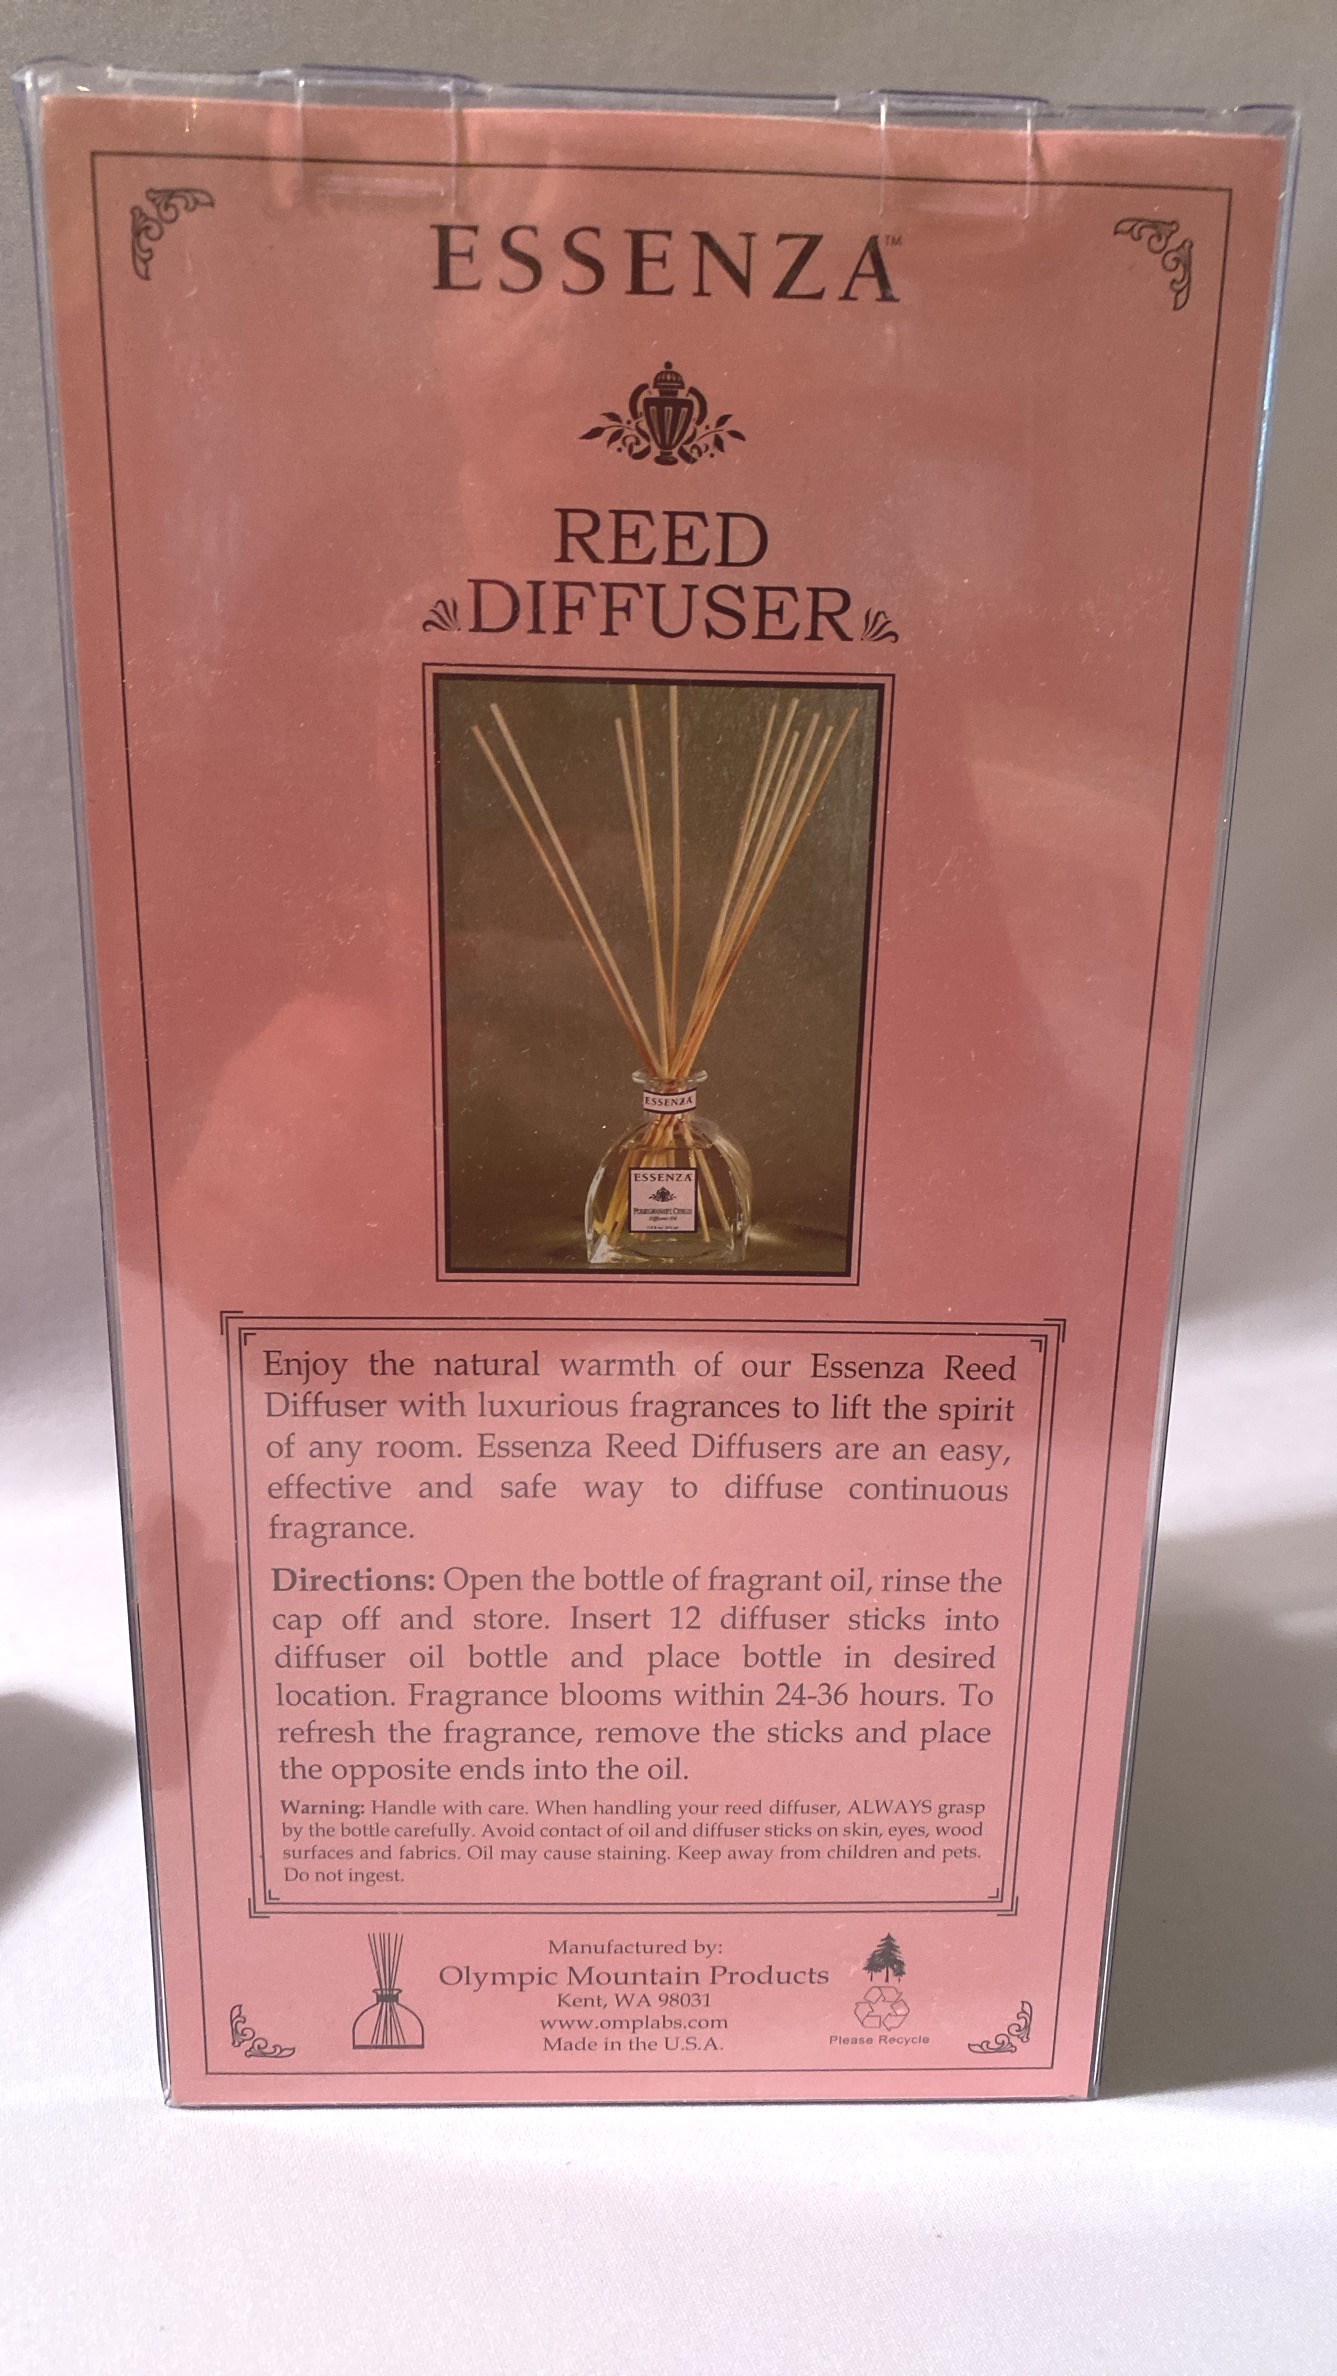 ESSENZA™
REED
DIFFUSER
ESSENZA
ESSENZA
Diffuser Oil
Enjoy the natural warmth of our Essenza Reed
Diffuser with luxurious fragrances to lift the spirit
of any room. Essenza Reed Diffusers are an easy,
effective and safe way to diffuse continuous
fragrance.
Directions: Open the bottle of fragrant oil, rinse the
cap off and store. Insert 12 diffuser sticks into
diffuser oil bottle and place bottle in desired
location. Fragrance blooms within 24-36 hours. To
refresh the fragrance, remove the sticks and place
the opposite ends into the oil.
Warning: Handle with care. When handling your reed diffuser, ALWAYS grasp
by the bottle carefully. Avoid contact of oil and diffuser sticks on skin, eyes, wood
surfaces and fabrics. Oil may cause staining. Keep away from children and pets.
Do not ingest.
Manufactured by:
Olympic Mountain Products
Kent, WA 98031
www.omplabs.com
Made in the U.S.A.
Please Recycle